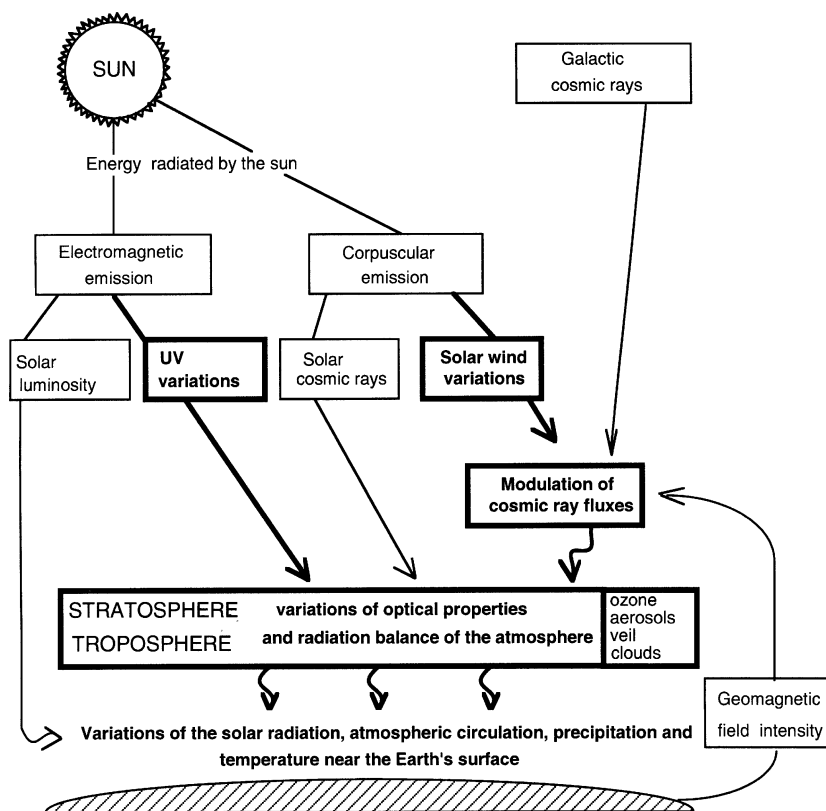 SUN
Galactic
cosmic rays
Energy radiated by the sun
Electromagnetic
emission
Corpuscular
emission
Solar
luminosity
UV
variations
Solar
cosmic rays
Solar wind
variations
Modulation of
cosmic ray fluxes
STRATOSPHERE
TROPOSPHERE
variations of optical properties
and radiation balance of the atmosphere
ozone
aerosols
veil
clouds
Geomagnetic
field intensity
Variations of the solar radiation, atmospheric circulation, precipitation and
temperature near the Earth's surface